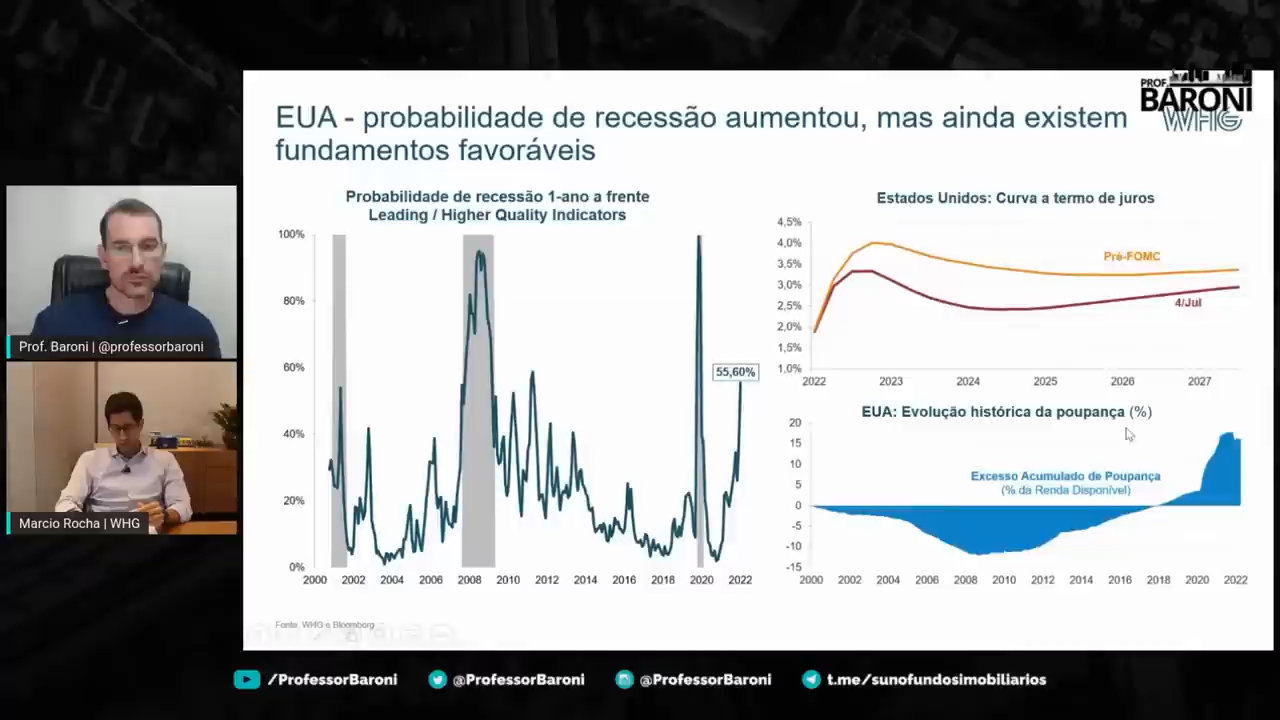 PROF.
BARONI
WHG
EUA - probabilidade de recessão aumentou, mas ainda existem
fundamentos favoráveis
Probabilidade de recessão 1-ano a frente
Leading / Higher Quality Indicators
100%
80%
60%
40%
20%
0%
55,60%
2000 2002 2004 2006 2008 2010 2012 2014 2016 2018 2020 2022
Estados Unidos: Curva a termo de juros
4,5%
4,0%
3,5%
3,0%
2,5%
2,0%
1,5%
1,0%
Pré-FOMC
4/Jul
2022 2023 2024 2025 2026 2027
EUA: Evolução histórica da poupança (%)
20
15
10
5
0
-5
-10
-15
Excesso Acumulado de Poupança
(% da Renda Disponível)
2000 2002 2004 2006 2008 2010 2012 2014 2016 2018 2020 2022
Fonte: WHG e Bloomberg
Prof. Baroni | @professorbaroni
Marcio Rocha | WHG
/ProfessorBaroni @ProfessorBaroni @ProfessorBaroni t.me/sunofundosimobiliarios